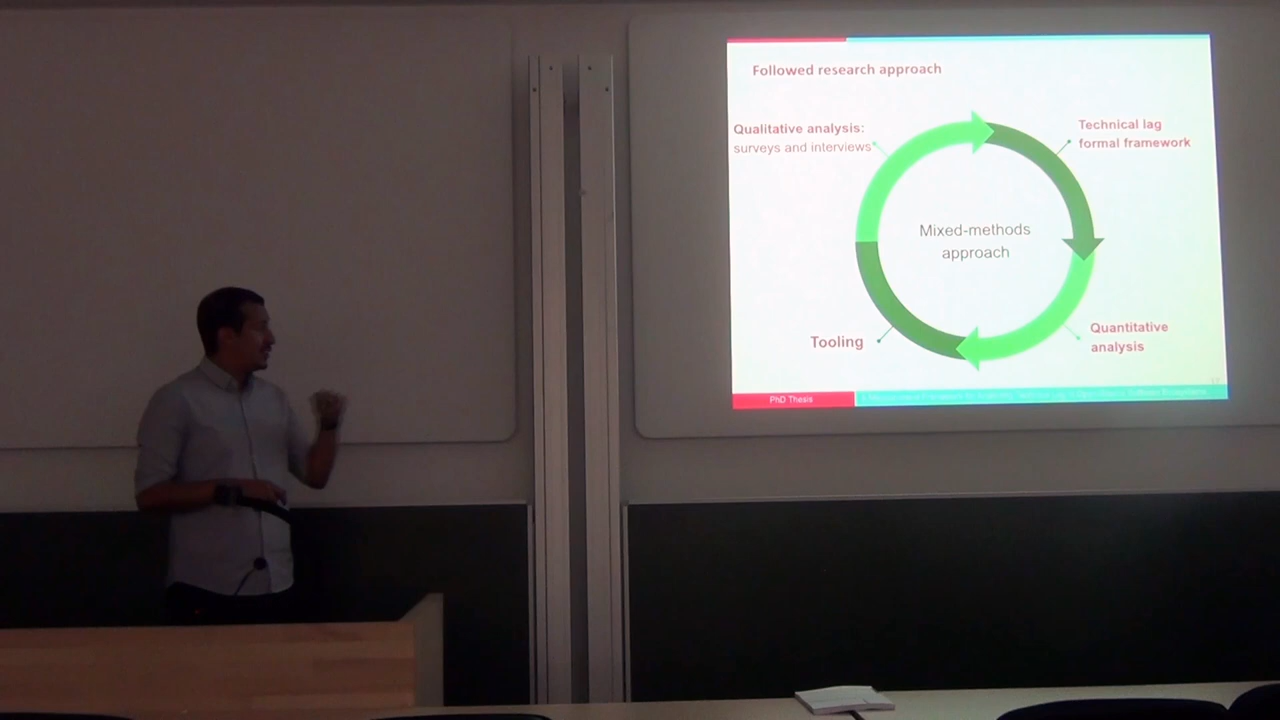 Followed research approach
Qualitative analysis:
surveys and interviews
Technical lag
formal framework
Mixed-methods
approach
Tooling
Quantitative
analysis
PhD Thesis